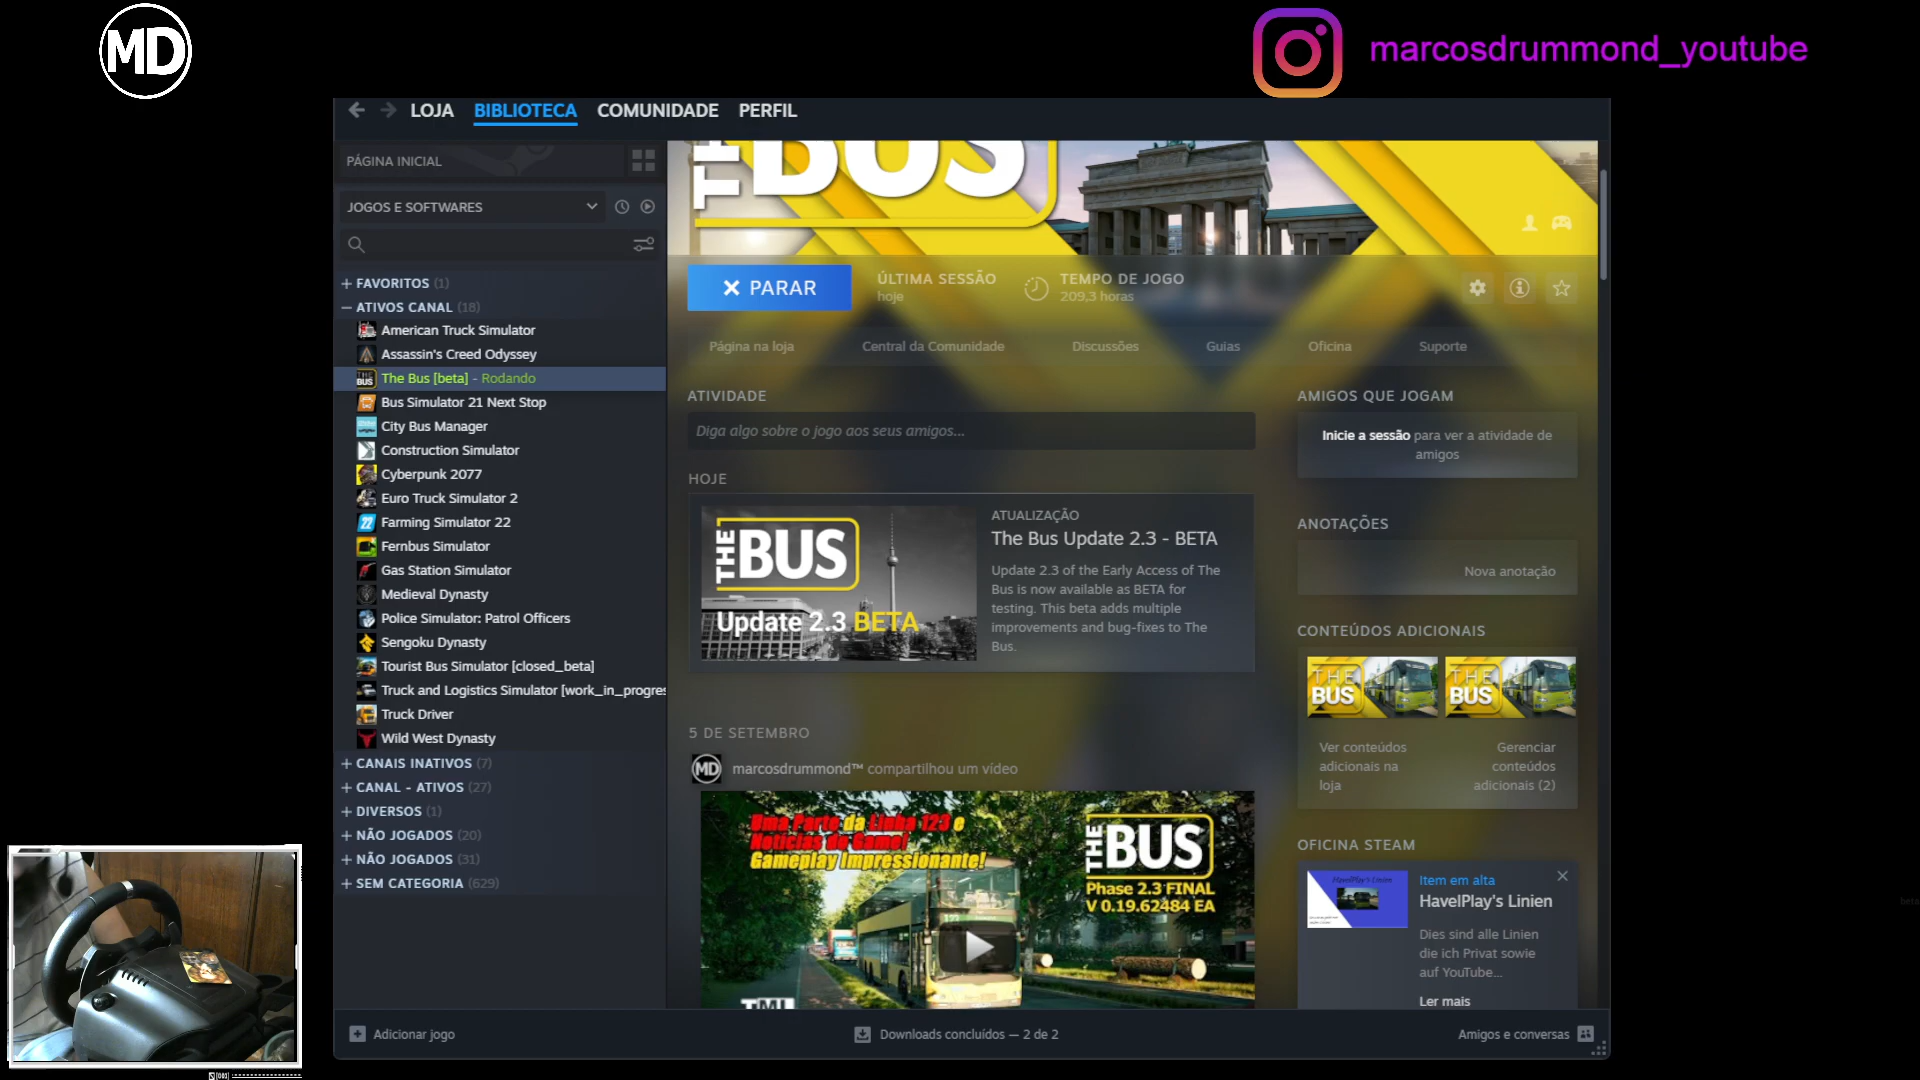 MD
marcosdrummond_youtube
LOJA BIBLIOTECA COMUNIDADE PERFIL
PÁGINA INICIAL
JOGOS E SOFTWARES
+ FAVORITOS (1)
— ATIVOS CANAL (18)
American Truck Simulator
Assassin's Creed Odyssey
The Bus [beta] - Rodando
Bus Simulator 21 Next Stop
City Bus Manager
Construction Simulator
Cyberpunk 2077
Euro Truck Simulator 2
Farming Simulator 22
Fernbus Simulator
Gas Station Simulator
Medieval Dynasty
Police Simulator: Patrol Officers
Sengoku Dynasty
Tourist Bus Simulator [closed_beta]
Truck and Logistics Simulator [work_in_progres
Truck Driver
Wild West Dynasty
+ CANAIS INATIVOS (7)
+ CANAL - ATIVOS (27)
+ DIVERSOS (1)
+ NÃO JOGADOS (20)
+ NÃO JOGADOS (31)
+ SEM CATEGORIA (629)
THE BUS
PARAR
ÚLTIMA SESSÃO
hoje
TEMPO DE JOGO
209,3 horas
Página na loja Central da Comunidade Discussões Guias Oficina Suporte
ATIVIDADE
Diga algo sobre o jogo aos seus amigos...
HOJE
THE BUS
Update 2.3 BETA
ATUALIZAÇÃO
The Bus Update 2.3 - BETA
Update 2.3 of the Early Access of The
Bus is now available as BETA for
testing. This beta adds multiple
improvements and bug-fixes to The
Bus.
5 DE SETEMBRO
MD marcosdrummond™ compartilhou um vídeo
Uma Parte da Linha 123 e
Notícias do Game!
Gameplay Impressionante!
THE BUS
Phase 2.3 FINAL
V 0.19.62484 EA
TML
AMIGOS QUE JOGAM
Inicie a sessão para ver a atividade de
amigos
ANOTAÇÕES
Nova anotação
CONTEÚDOS ADICIONAIS
THE BUS
THE BUS
Ver conteúdos
adicionais na
loja
Gerenciar
conteúdos
adicionais (2)
OFICINA STEAM
HavelPlay's Linien
Item em alta
HavelPlay's Linien
Dies sind alle Linien
die ich Privat sowie
auf YouTube...
Ler mais
Adicionar jogo
Downloads concluídos — 2 de 2
Amigos e conversas